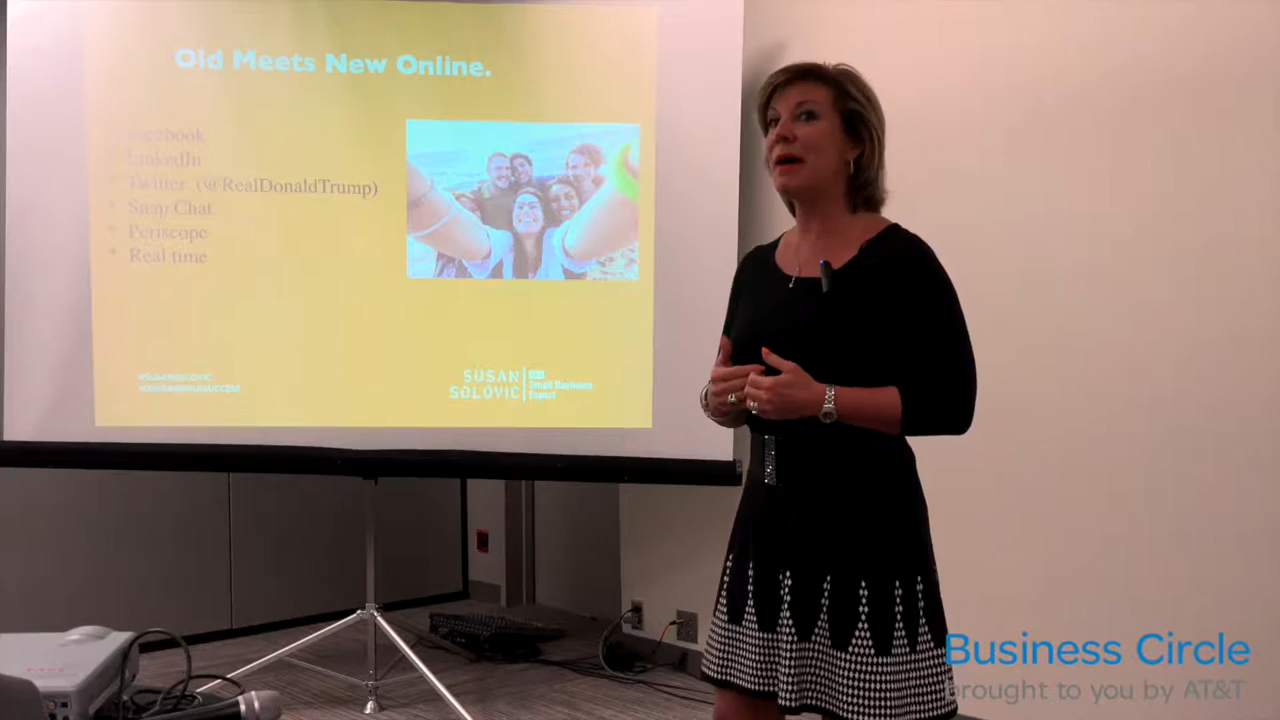 Old Meets New Online.
Facebook
LinkedIn
Twitter (@RealDonaldTrump)
Snap Chat
Periscope
Real time
SUSAN
SOLOVIC
Small Business
Expert
Business Circle
brought to you by AT&T